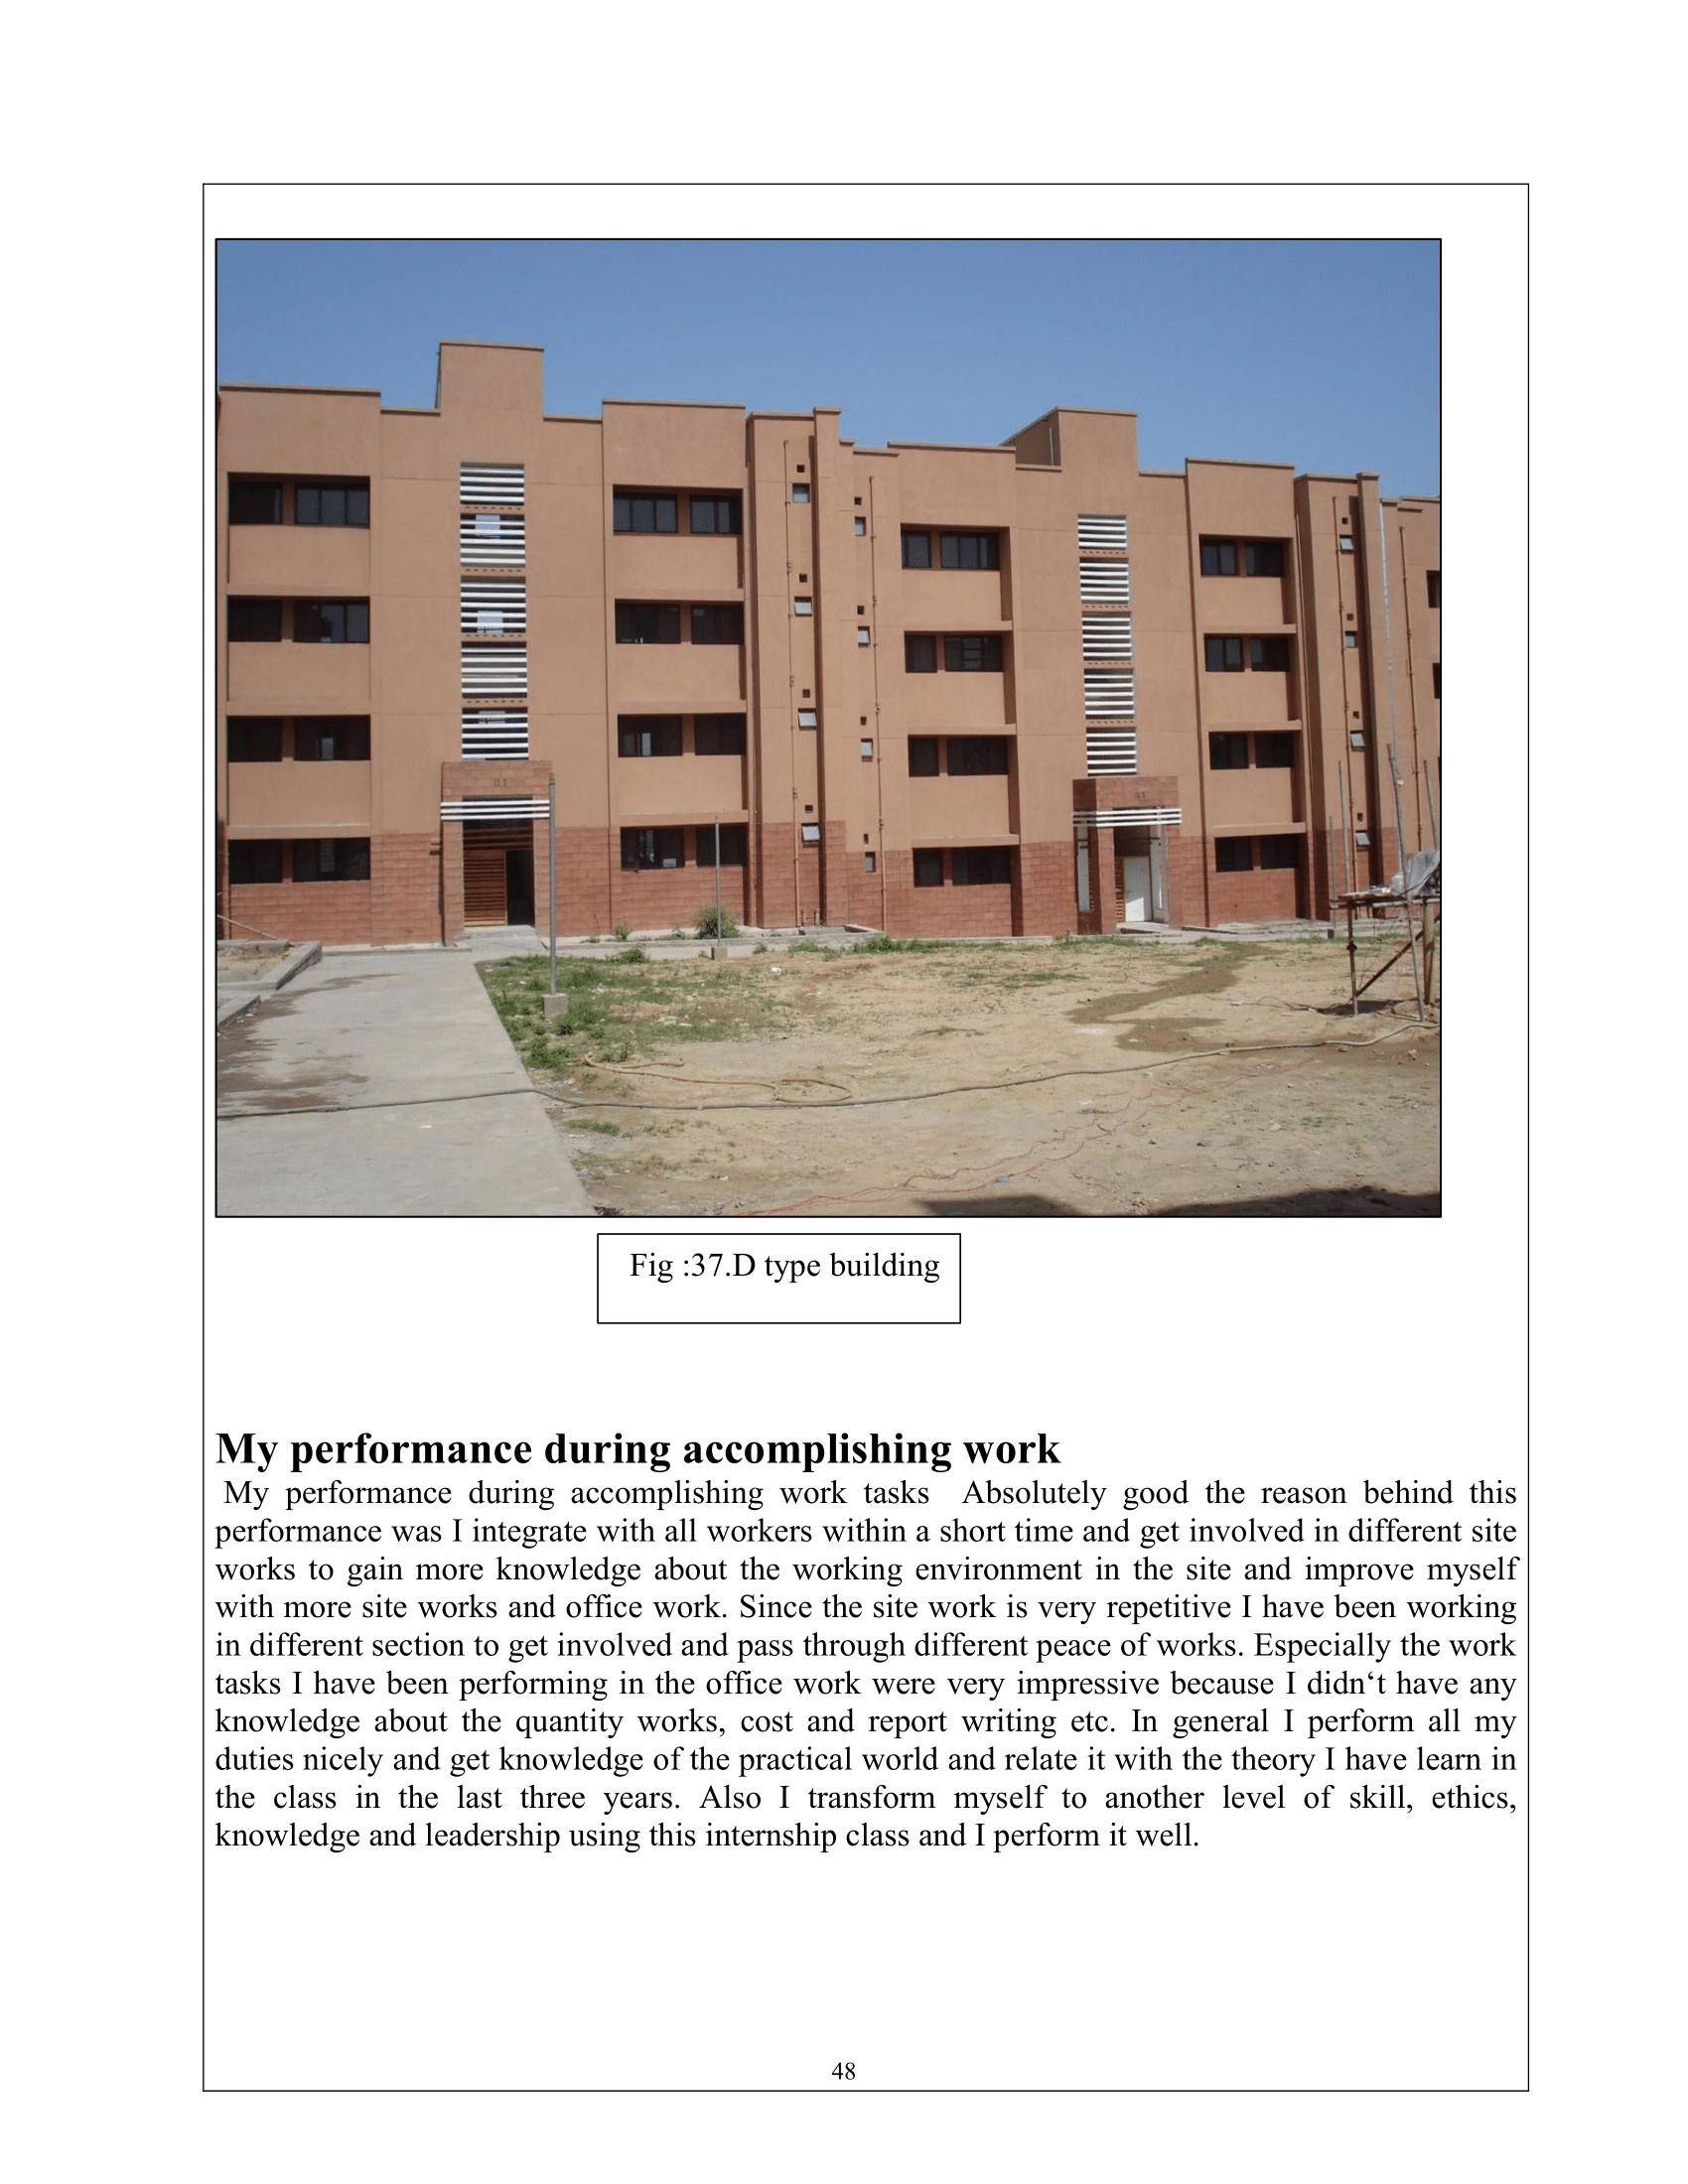 Fig :37.D type building
My performance during accomplishing work
My performance during accomplishing work tasks Absolutely good the reason behind this
performance was I integrate with all workers within a short time and get involved in different site
works to gain more knowledge about the working environment in the site and improve myself
with more site works and office work. Since the site work is very repetitive I have been working
in different section to get involved and pass through different peace of works. Especially the work
tasks I have been performing in the office work were very impressive because I didn‘t have any
knowledge about the quantity works, cost and report writing etc. In general I perform all my
duties nicely and get knowledge of the practical world and relate it with the theory I have learn in
the class in the last three years. Also I transform myself to another level of skill, ethics,
knowledge and leadership using this internship class and I perform it well.
48